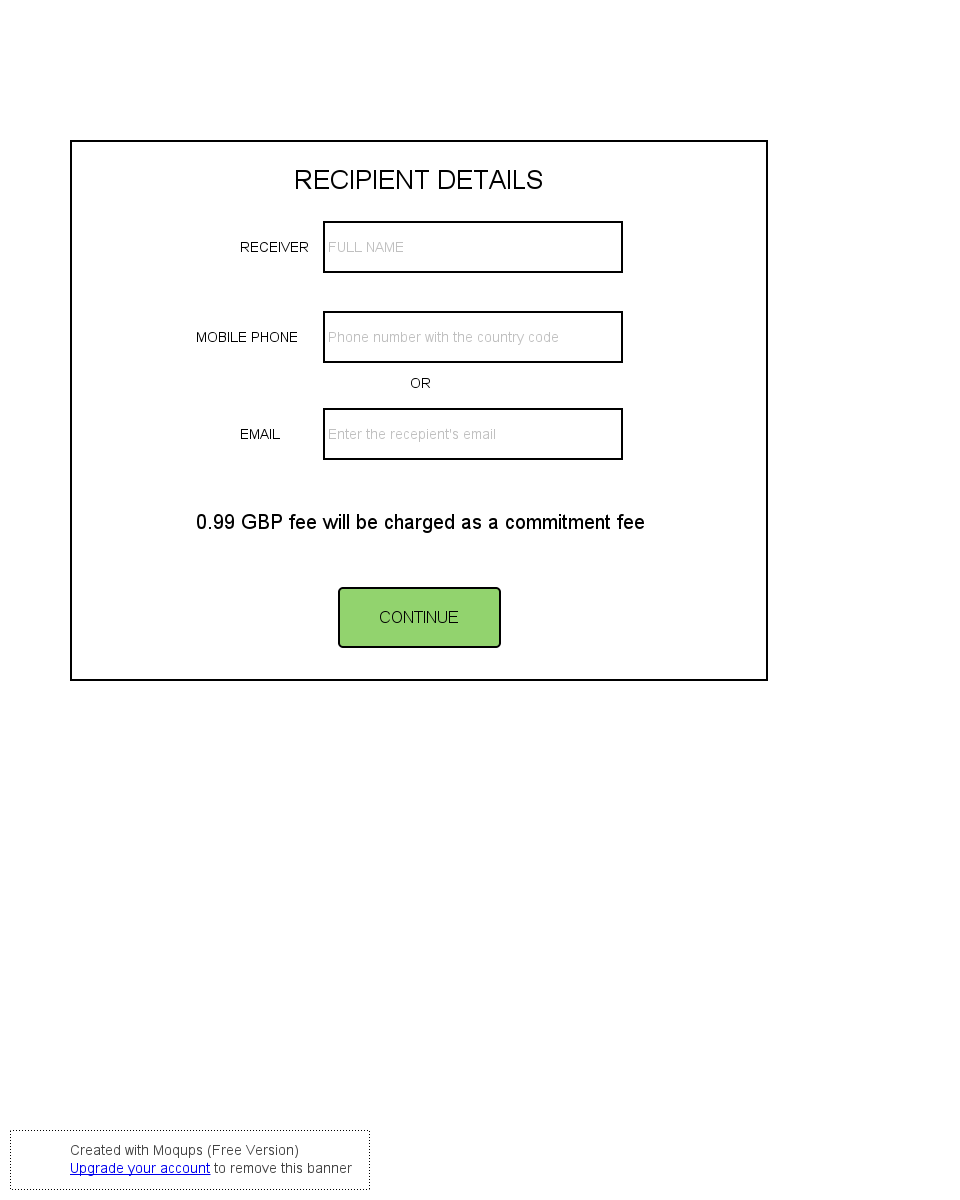 RECIPIENT DETAILS
RECEIVER FULL NAME
MOBILE PHONE Phone number with the country code
OR
EMAIL Enter the recepient's email
0.99 GBP fee will be charged as a commitment fee
CONTINUE
Created with Moqups (Free Version)
Upgrade your account to remove this banner